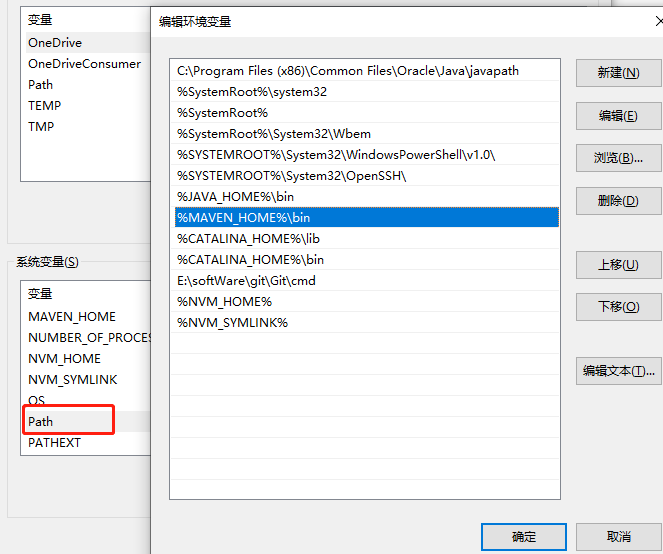 变量
OneDrive
OneDriveConsumer
Path
TEMP
TMP
系统变量(S)
变量
MAVEN_HOME
NUMBER_OF_PROCES
NVM_HOME
NVM_SYMLINK
OS
Path
PATHEXT
编辑环境变量
C:\Program Files (x86)\Common Files\Oracle\Java\javapath
%SystemRoot%\system32
%SystemRoot%
%SystemRoot%\System32\Wbem
%SYSTEMROOT%\System32\WindowsPowerShell\v1.0\
%SYSTEMROOT%\System32\OpenSSH\
%JAVA_HOME%\bin
%MAVEN_HOME%\bin
%CATALINA_HOME%\lib
%CATALINA_HOME%\bin
E:\softWare\git\Git\cmd
%NVM_HOME%
%NVM_SYMLINK%
新建(N)
编辑(E)
浏览(B)...
删除(D)
上移(U)
下移(O)
编辑文本(T)...
确定
取消